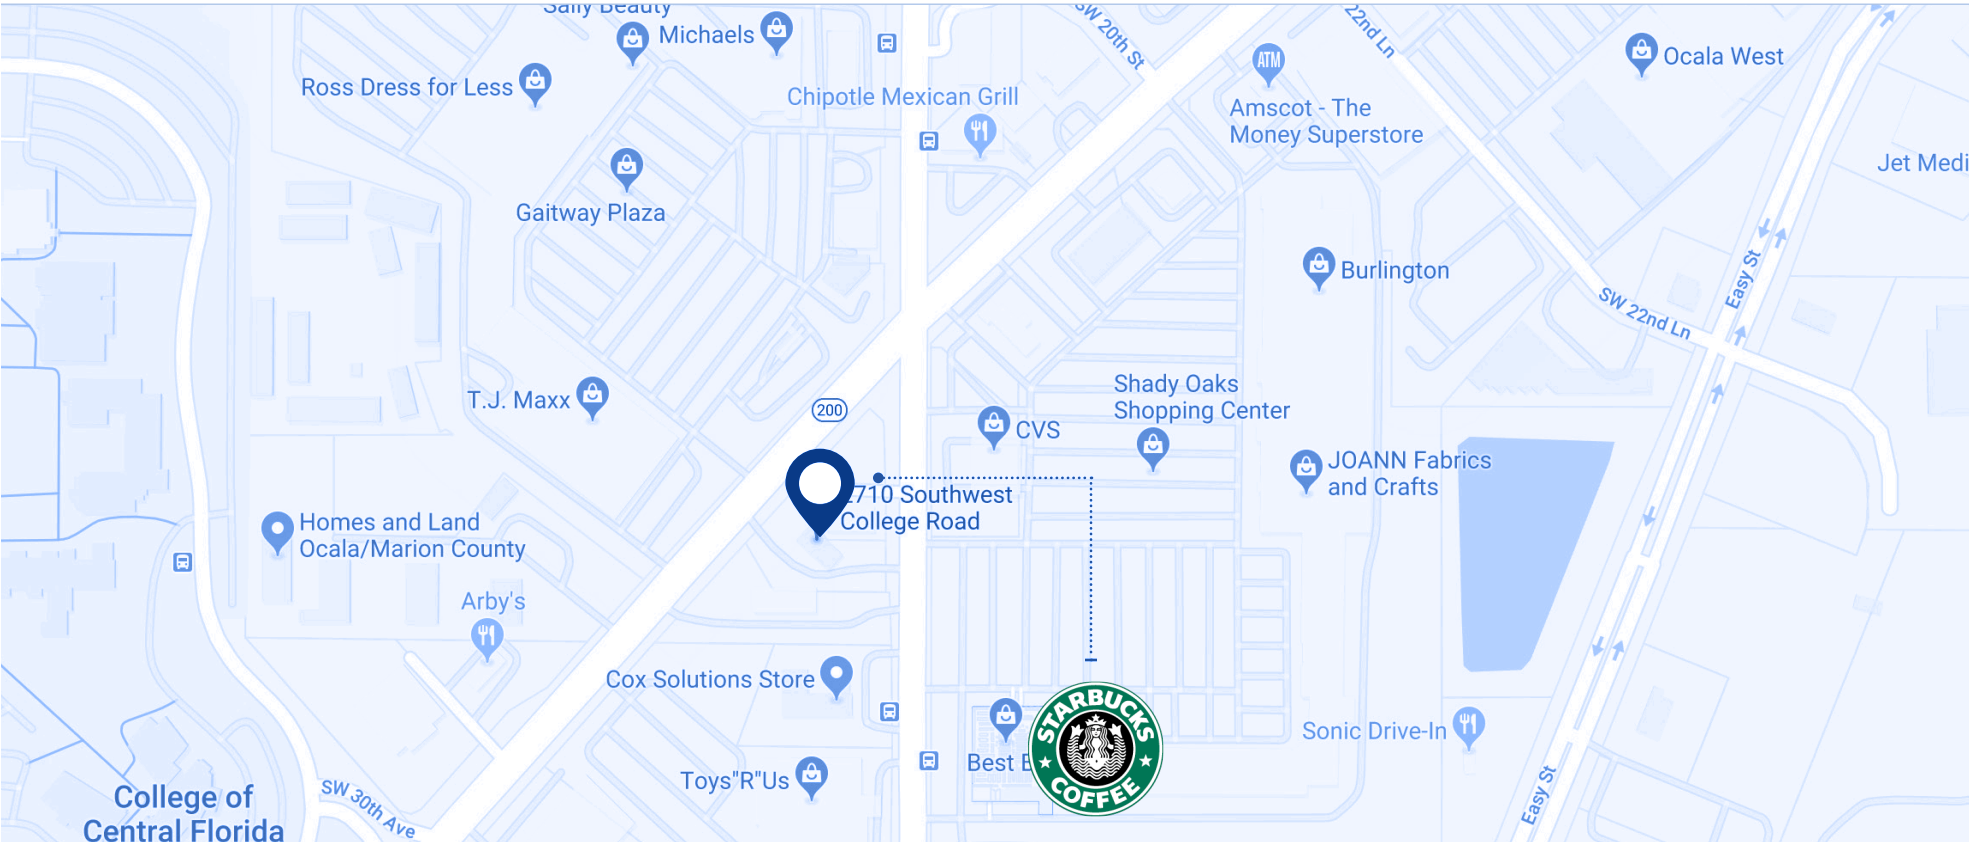 Sally Beauty
Michaels
Ross Dress for Less
Chipotle Mexican Grill
SW 20th St
22nd Ln
ATM
Amscot - The
Money Superstore
Ocala West
Jet Medi
Gaitway Plaza
Burlington
Easy St
SW 22nd Ln
T.J. Maxx
200
CVS
Shady Oaks
Shopping Center
JOANN Fabrics
and Crafts
710 Southwest
College Road
Homes and Land
Ocala/Marion County
Arby's
Cox Solutions Store
Toys"R"Us
Best
STARBUCKS
COFFEE
Sonic Drive-In
Easy St
College of
Central Florida
SW 30th Ave